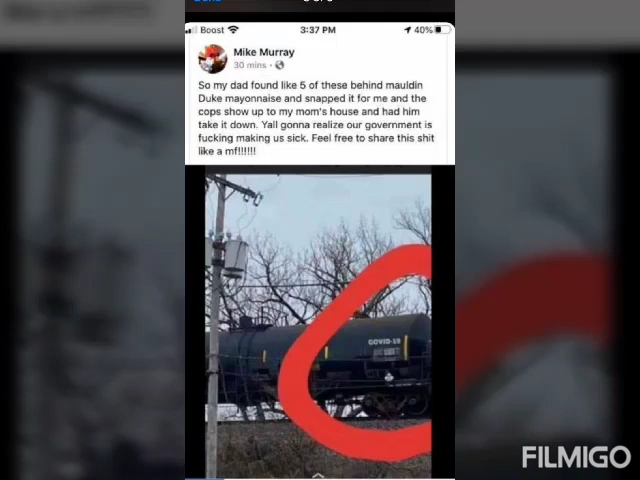 Boost
3:37 PM
40%
Mike Murray
30 mins ·
So my dad found like 5 of these behind mauldin
Duke mayonnaise and snapped it for me and the
cops show up to my mom's house and had him
take it down. Yall gonna realize our government is
fucking making us sick. Feel free to share this shit
like a mf!!!!!!
COVID-19
FILMIGO